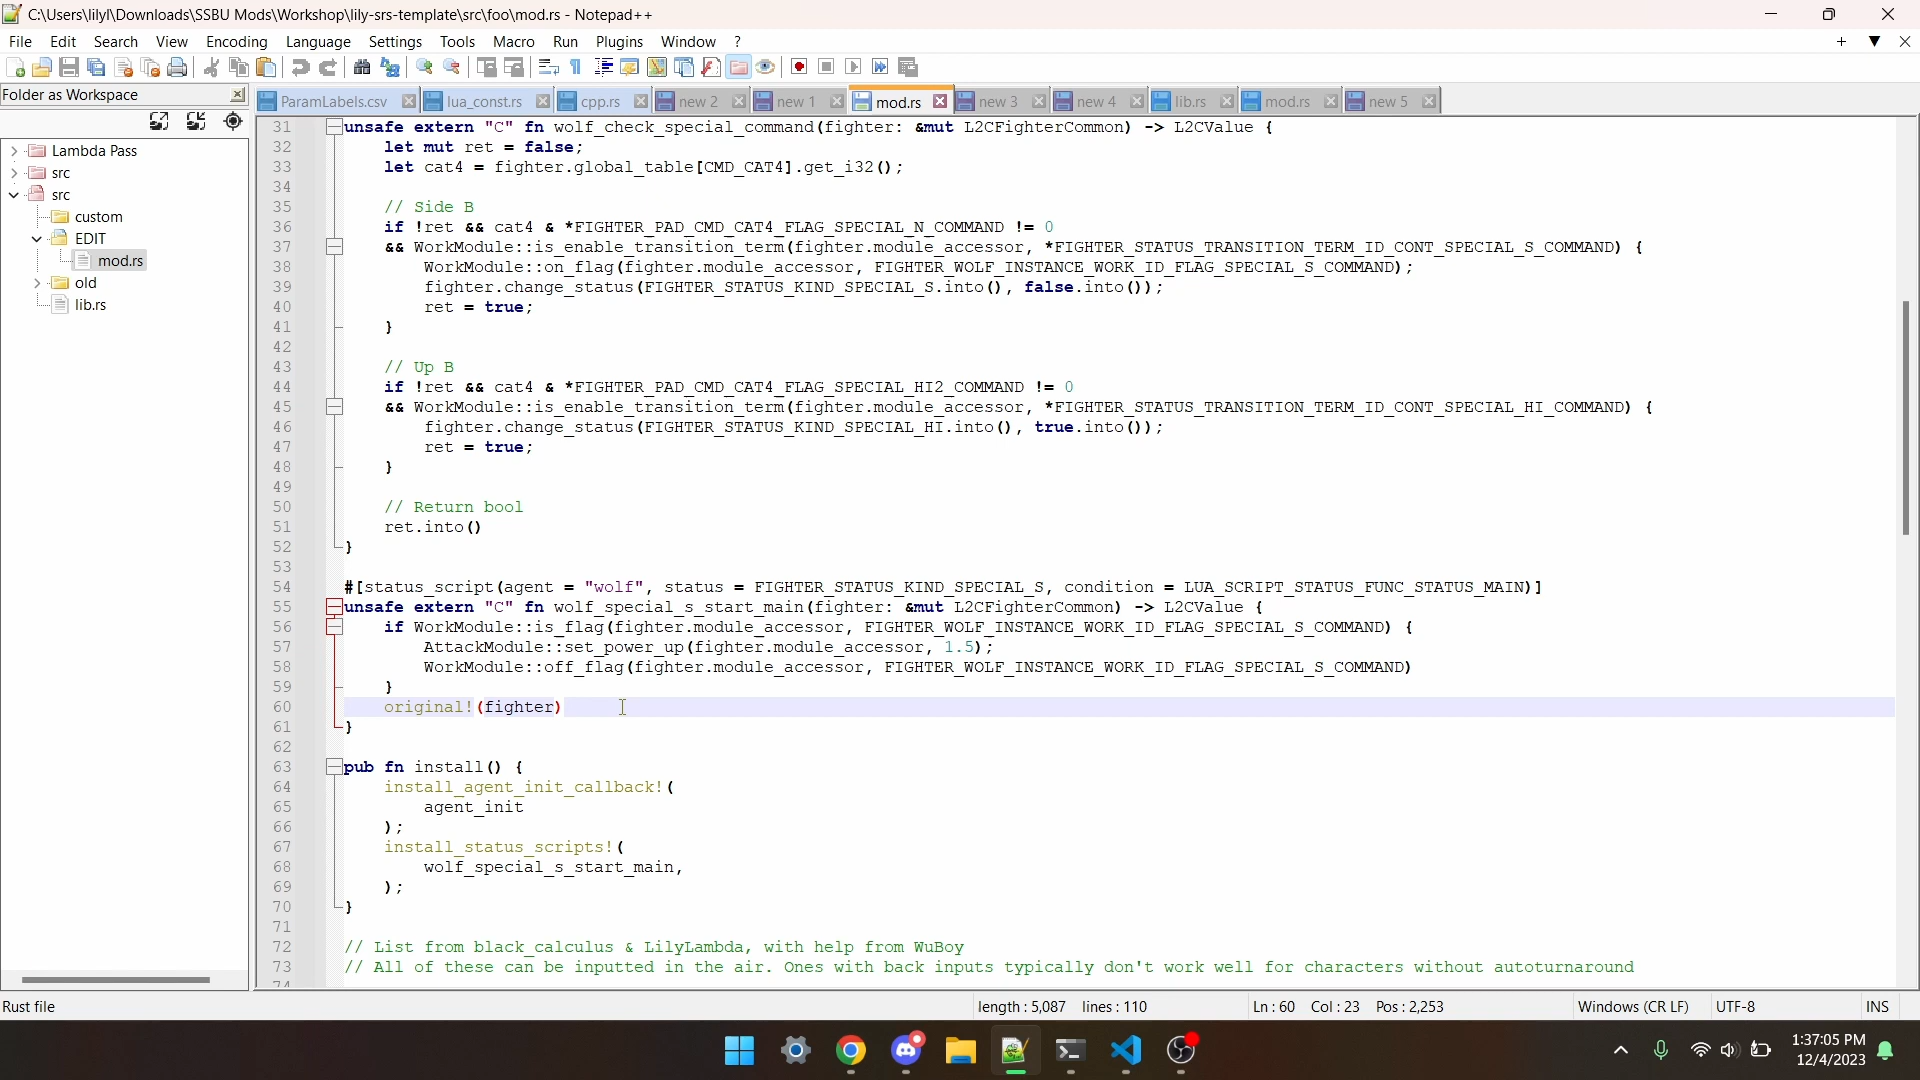 C:\Users\lilyl\Downloads\SSBU Mods\Workshop\lily-srs-template\src\foo\mod.rs - Notepad++
File Edit Search View Encoding Language Settings Tools Macro Run Plugins Window ?
Folder as Workspace
ParamLabels.csv lua_const.rs cpp.rs new 2 new 1 mod.rs new 3 new 4 lib.rs mod.rs new 5
Lambda Pass
src
src
custom
EDIT
mod.rs
old
lib.rs
31 unsafe extern "C" fn wolf_check_special_command(fighter: &mut L2CFighterCommon) -> L2CValue {
32 let mut ret = false;
33 let cat4 = fighter.global_table[CMD_CAT4].get_i32();
34
35 // Side B
36 if !ret && cat4 & *FIGHTER_PAD_CMD_CAT4_FLAG_SPECIAL_N_COMMAND != 0
37 && WorkModule::is_enable_transition_term(fighter.module_accessor, *FIGHTER_STATUS_TRANSITION_TERM_ID_CONT_SPECIAL_S_COMMAND) {
38 WorkModule::on_flag(fighter.module_accessor, FIGHTER_WOLF_INSTANCE_WORK_ID_FLAG_SPECIAL_S_COMMAND);
39 fighter.change_status(FIGHTER_STATUS_KIND_SPECIAL_S.into(), false.into());
40 ret = true;
41 }
42
43 // Up B
44 if !ret && cat4 & *FIGHTER_PAD_CMD_CAT4_FLAG_SPECIAL_HI2_COMMAND != 0
45 && WorkModule::is_enable_transition_term(fighter.module_accessor, *FIGHTER_STATUS_TRANSITION_TERM_ID_CONT_SPECIAL_HI_COMMAND) {
46 fighter.change_status(FIGHTER_STATUS_KIND_SPECIAL_HI.into(), true.into());
47 ret = true;
48 }
49
50 // Return bool
51 ret.into()
52 }
53
54 #[status_script(agent = "wolf", status = FIGHTER_STATUS_KIND_SPECIAL_S, condition = LUA_SCRIPT_STATUS_FUNC_STATUS_MAIN)]
55 unsafe extern "C" fn wolf_special_s_start_main(fighter: &mut L2CFighterCommon) -> L2CValue {
56 if WorkModule::is_flag(fighter.module_accessor, FIGHTER_WOLF_INSTANCE_WORK_ID_FLAG_SPECIAL_S_COMMAND) {
57 AttackModule::set_power_up(fighter.module_accessor, 1.5);
58 WorkModule::off_flag(fighter.module_accessor, FIGHTER_WOLF_INSTANCE_WORK_ID_FLAG_SPECIAL_S_COMMAND)
59 }
60 original!(fighter)
61 }
62
63 pub fn install() {
64 install_agent_init_callback!(
65 agent_init
66 );
67 install_status_scripts!(
68 wolf_special_s_start_main,
69 );
70 }
71
72 // List from black_calculus & LilyLambda, with help from WuBoy
73 // All of these can be inputted in the air. Ones with back inputs typically don't work well for characters without autoturnaround
74
Rust file length : 5,087 lines : 110 Ln : 60 Col : 23 Pos : 2,253 Windows (CR LF) UTF-8 INS
1:37:05 PM
12/4/2023